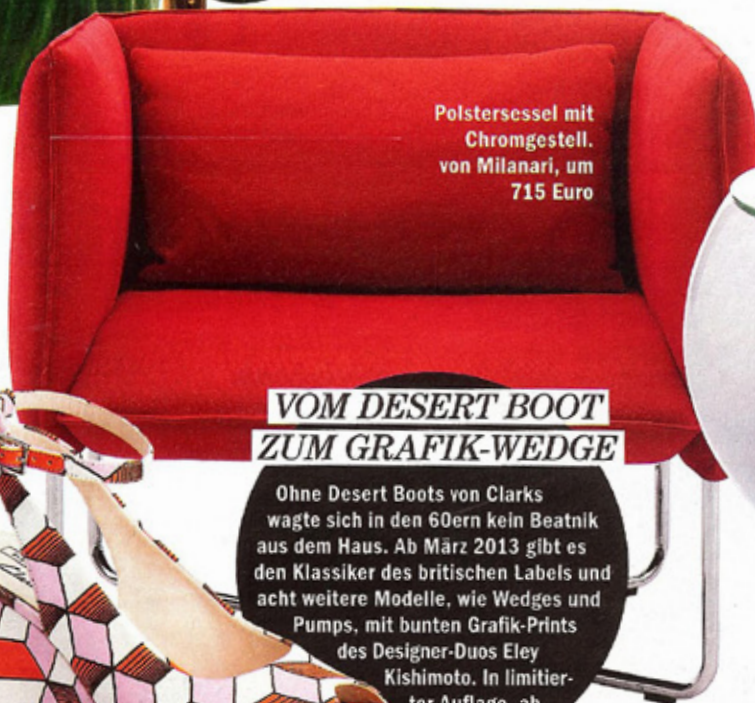 Polstersessel mit
Chromgestell.
von Milanari, um
715 Euro
VOM DESERT BOOT
ZUM GRAFIK-WEDGE
Ohne Desert Boots von Clarks
wagte sich in den 60ern kein Beatnik
aus dem Haus. Ab März 2013 gibt es
den Klassiker des britischen Labels und
acht weitere Modelle, wie Wedges und
Pumps, mit bunten Grafik-Prints
des Designer-Duos Eley
Kishimoto. In limitier-
ter Auflage, ab